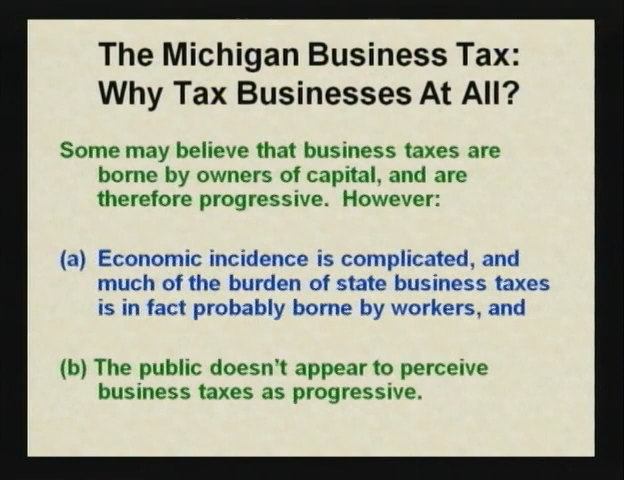 The Michigan Business Tax:
Why Tax Businesses At All?
Some may believe that business taxes are
borne by owners of capital, and are
therefore progressive. However:
(a) Economic incidence is complicated, and
much of the burden of state business taxes
is in fact probably borne by workers, and
(b) The public doesn't appear to perceive
business taxes as progressive.